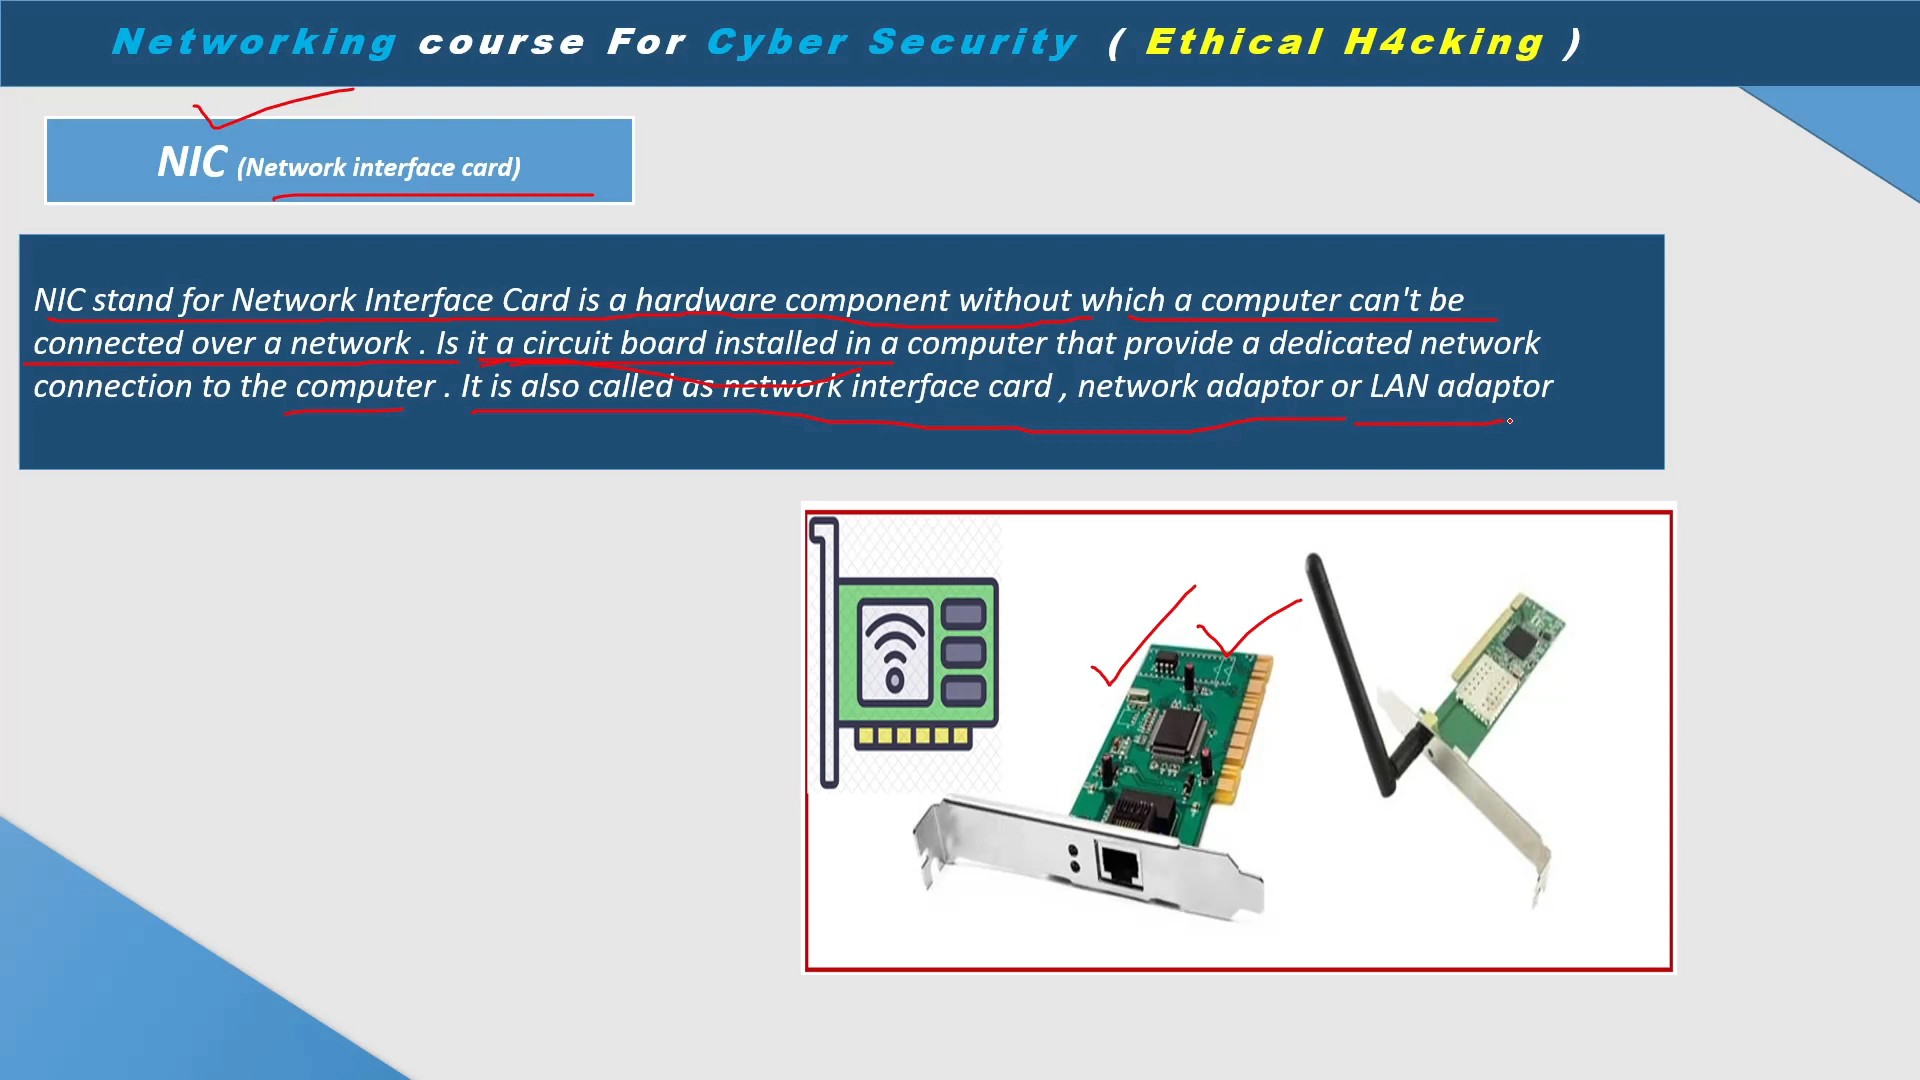 Networking course For Cyber Security ( Ethical H4cking )
NIC (Network interface card)
NIC stand for Network Interface Card is a hardware component without which a computer can't be
connected over a network . Is it a circuit board installed in a computer that provide a dedicated network
connection to the computer . It is also called as network interface card , network adaptor or LAN adaptor